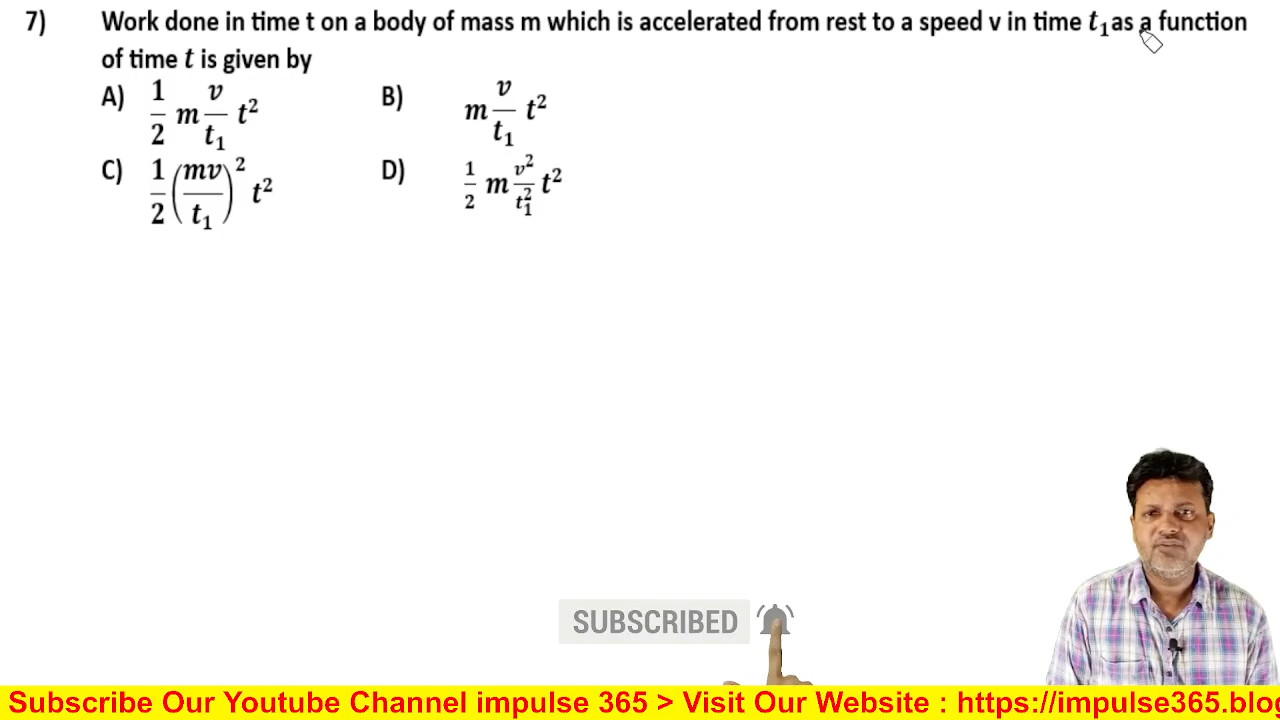 7) Work done in time t on a body of mass m which is accelerated from rest to a speed v in time t₁ as a function
of time t is given by
A) 1/2 m v/t₁ t² B) m v/t₁ t²
C) 1/2 (mv/t₁)² t² D) 1/2 m v²/t₁² t²
SUBSCRIBED
Subscribe Our Youtube Channel impulse 365 > Visit Our Website : https://impulse365.blog